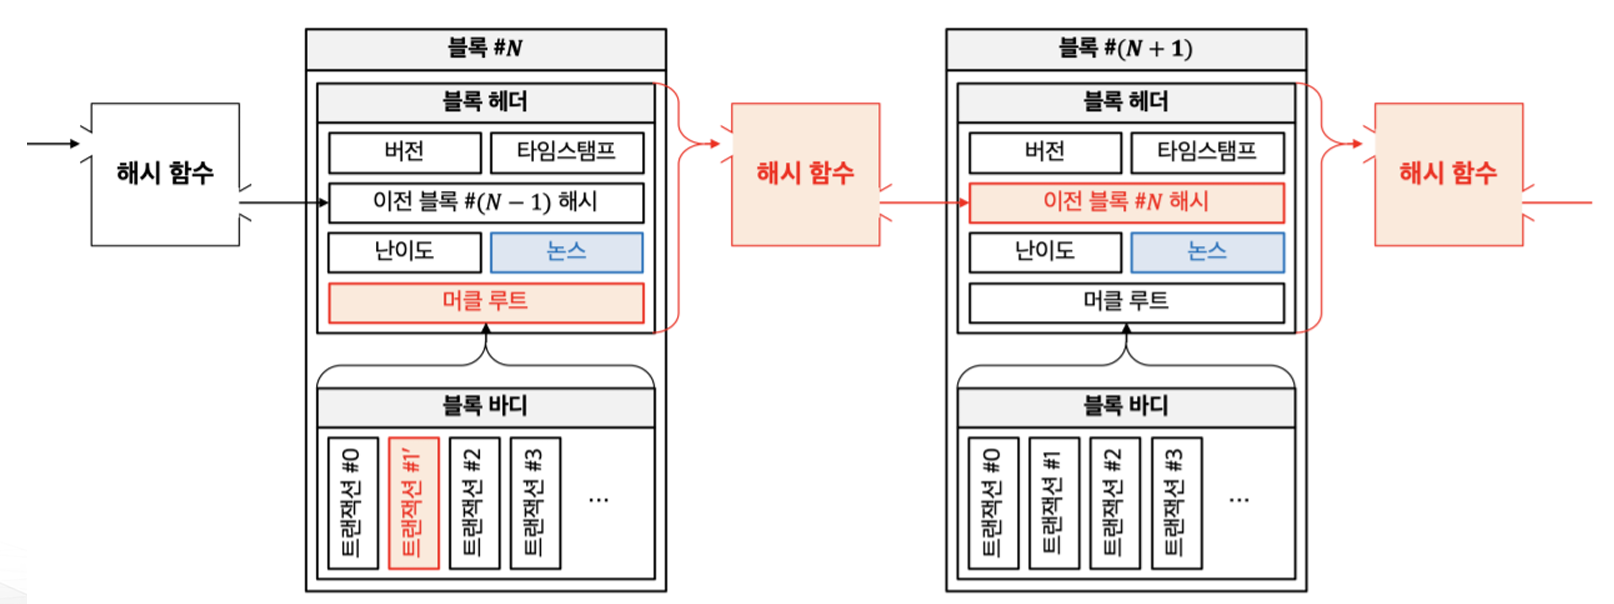 해시 함수
블록 #N
블록 헤더
버전
타임스탬프
이전 블록 #(N − 1) 해시
난이도
논스
머클 루트
블록 바디
트랜잭션 #0
트랜잭션 #1′
트랜잭션 #2
트랜잭션 #3
...
해시 함수
블록 #(N + 1)
블록 헤더
버전
타임스탬프
이전 블록 #N 해시
난이도
논스
머클 루트
블록 바디
트랜잭션 #0
트랜잭션 #1
트랜잭션 #2
트랜잭션 #3
...
해시 함수